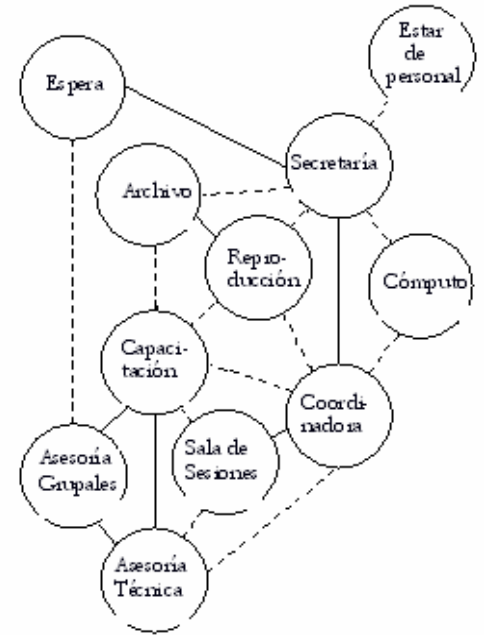 Estar
de
personal
Espera
Secretaría
Archivo
Repro-
ducción
Cómputo
Capaci-
tación
Coordi-
nadora
Sala de
Sesiones
Asesoría
Grupales
Asesoría
Técnica